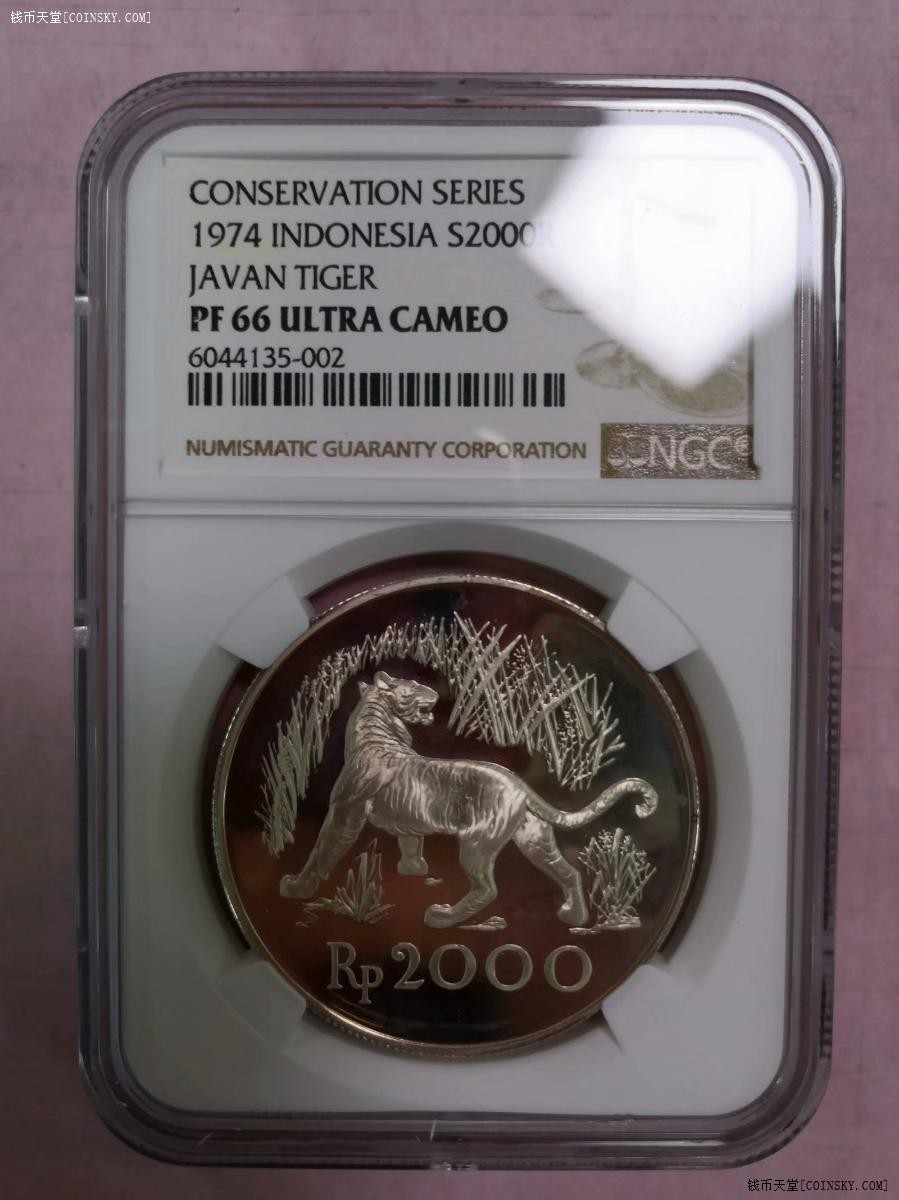 钱币天堂[COINSKY.COM]
CONSERVATION SERIES
1974 INDONESIA S2000R
JAVAN TIGER
PF 66 ULTRA CAMEO
6044135-002
NUMISMATIC GUARANTY CORPORATION
NGC
Rp 2000
钱币天堂[COINSKY.COM]